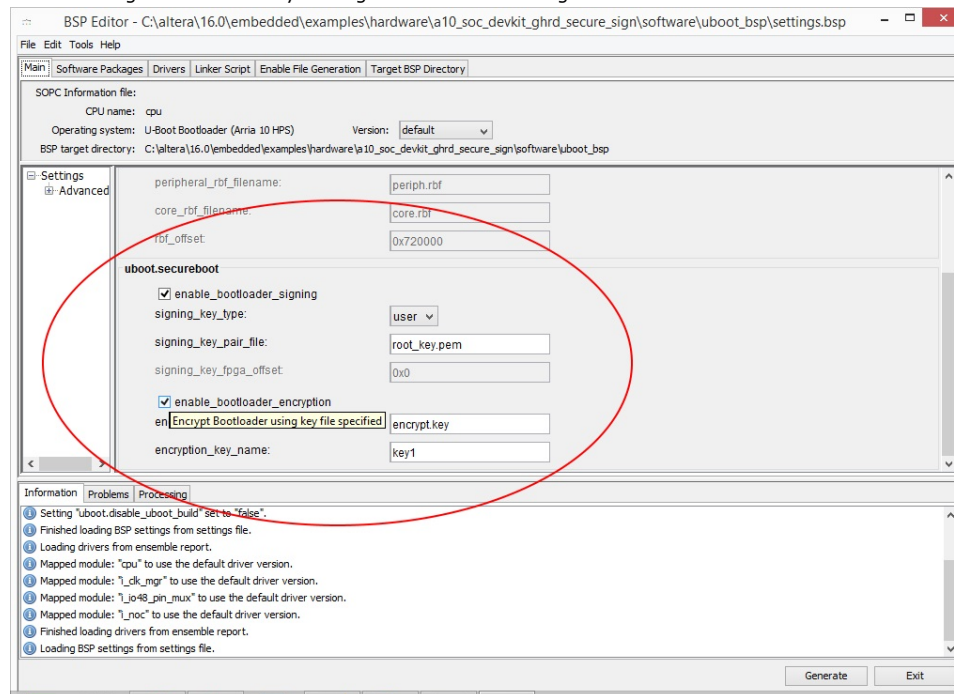 BSP Editor - C:\altera\16.0\embedded\examples\hardware\a10_soc_devkit_ghrd_secure_sign\software\uboot_bsp\settings.bsp
File Edit Tools Help
Main Software Packages Drivers Linker Script Enable File Generation Target BSP Directory
SOPC Information file:
CPU name: cpu
Operating system: U-Boot Bootloader (Arria 10 HPS) Version: default
BSP target directory: C:\altera\16.0\embedded\examples\hardware\a10_soc_devkit_ghrd_secure_sign\software\uboot_bsp
Settings
Advanced
peripheral_rbf_filename: periph.rbf
core_rbf_filename: core.rbf
rbf_offset: 0x720000
uboot.secureboot
enable_bootloader_signing
signing_key_type: user
signing_key_pair_file: root_key.pem
signing_key_fpga_offset: 0x0
enable_bootloader_encryption
en Encrypt Bootloader using key file specified encrypt.key
encryption_key_name: key1
Information Problems Processing
Setting "uboot.disable_uboot_build" set to "false".
Finished loading BSP settings from settings file.
Loading drivers from ensemble report.
Mapped module: "cpu" to use the default driver version.
Mapped module: "i_clk_mgr" to use the default driver version.
Mapped module: "i_io48_pin_mux" to use the default driver version.
Mapped module: "i_noc" to use the default driver version.
Finished loading drivers from ensemble report.
Loading BSP settings from settings file.
Generate Exit